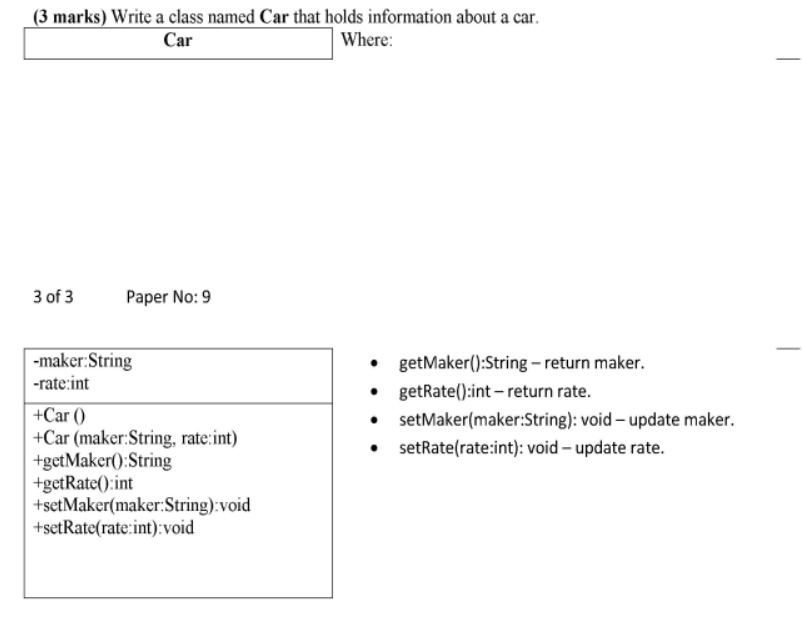 (3 marks) Write a class named Car that holds information about a car.
Car
Where:
3 of 3 Paper No: 9
-maker:String
-rate:int
+Car ()
+Car (maker:String, rate:int)
+getMaker():String
+getRate():int
+setMaker(maker:String):void
+setRate(rate:int):void
• getMaker():String – return maker.
• getRate():int – return rate.
• setMaker(maker:String): void – update maker.
• setRate(rate:int): void – update rate.